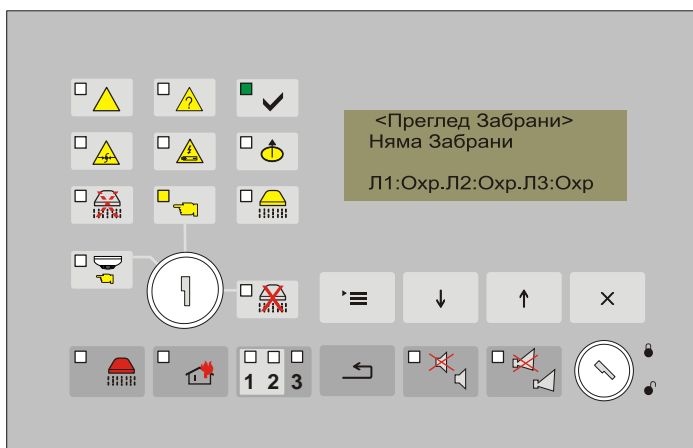 ?
<Преглед Забрани>
Няма Забрани
Л1:Охр.Л2:Охр.Л3:Охр
1 2 3